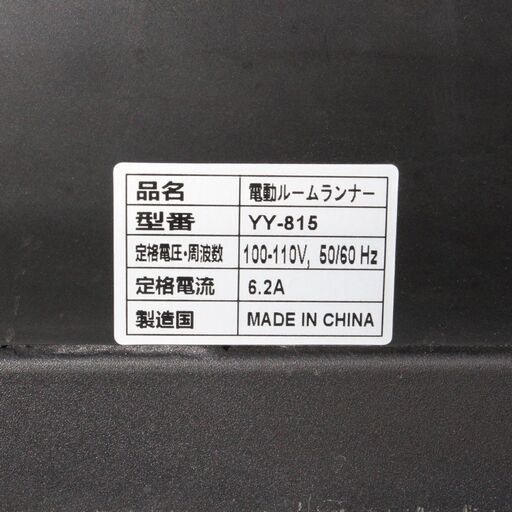 品名 電動ルームランナー
型番 YY-815
定格電圧・周波数 100-110V, 50/60 Hz
定格電流 6.2A
製造国 MADE IN CHINA